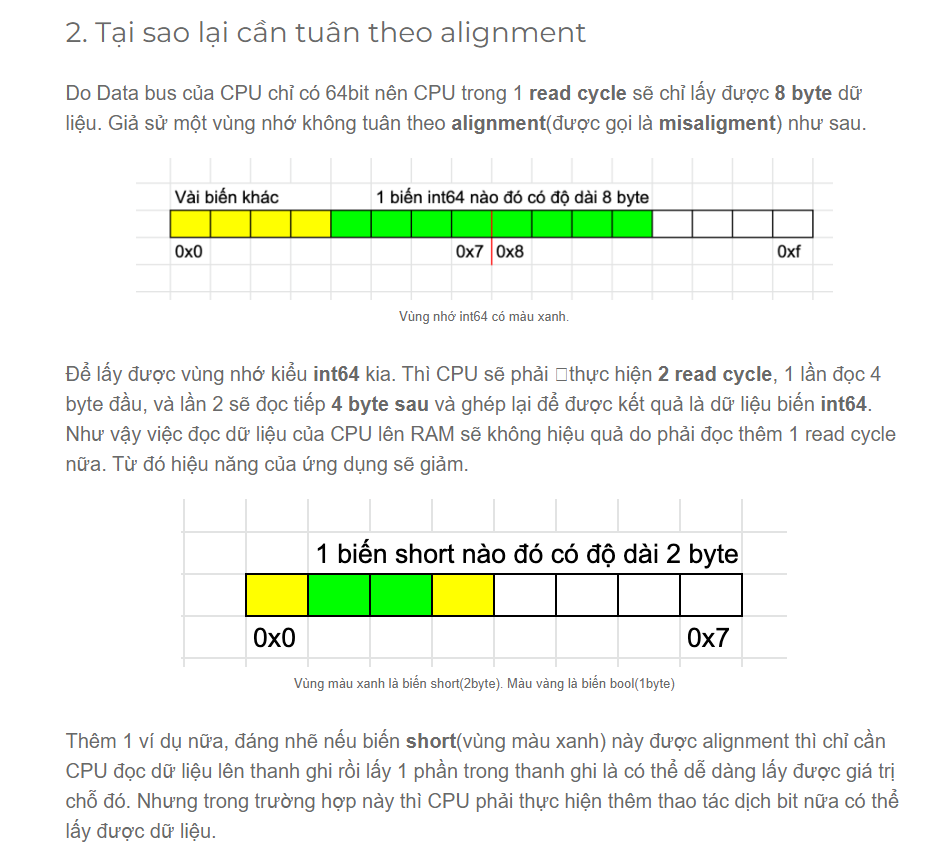 2. Tại sao lại cần tuân theo alignment
Do Data bus của CPU chỉ có 64bit nên CPU trong 1 read cycle sẽ chỉ lấy được 8 byte dữ
liệu. Giả sử một vùng nhớ không tuân theo alignment(được gọi là misaligment) như sau.
Vài biến khác 1 biến int64 nào đó có độ dài 8 byte
0x0 0x7 0x8 0xf
Vùng nhớ int64 có màu xanh.
Để lấy được vùng nhớ kiểu int64 kia. Thì CPU sẽ phải □thực hiện 2 read cycle, 1 lần đọc 4
byte đầu, và lần 2 sẽ đọc tiếp 4 byte sau và ghép lại để được kết quả là dữ liệu biến int64.
Như vậy việc đọc dữ liệu của CPU lên RAM sẽ không hiệu quả do phải đọc thêm 1 read cycle
nữa. Từ đó hiệu năng của ứng dụng sẽ giảm.
1 biến short nào đó có độ dài 2 byte
0x0 0x7
Vùng màu xanh là biến short(2byte). Màu vàng là biến bool(1byte)
Thêm 1 ví dụ nữa, đáng nhẽ nếu biến short(vùng màu xanh) này được alignment thì chỉ cần
CPU đọc dữ liệu lên thanh ghi rồi lấy 1 phần trong thanh ghi là có thể dễ dàng lấy được giá trị
chỗ đó. Nhưng trong trường hợp này thì CPU phải thực hiện thêm thao tác dịch bit nữa có thể
lấy được dữ liệu.